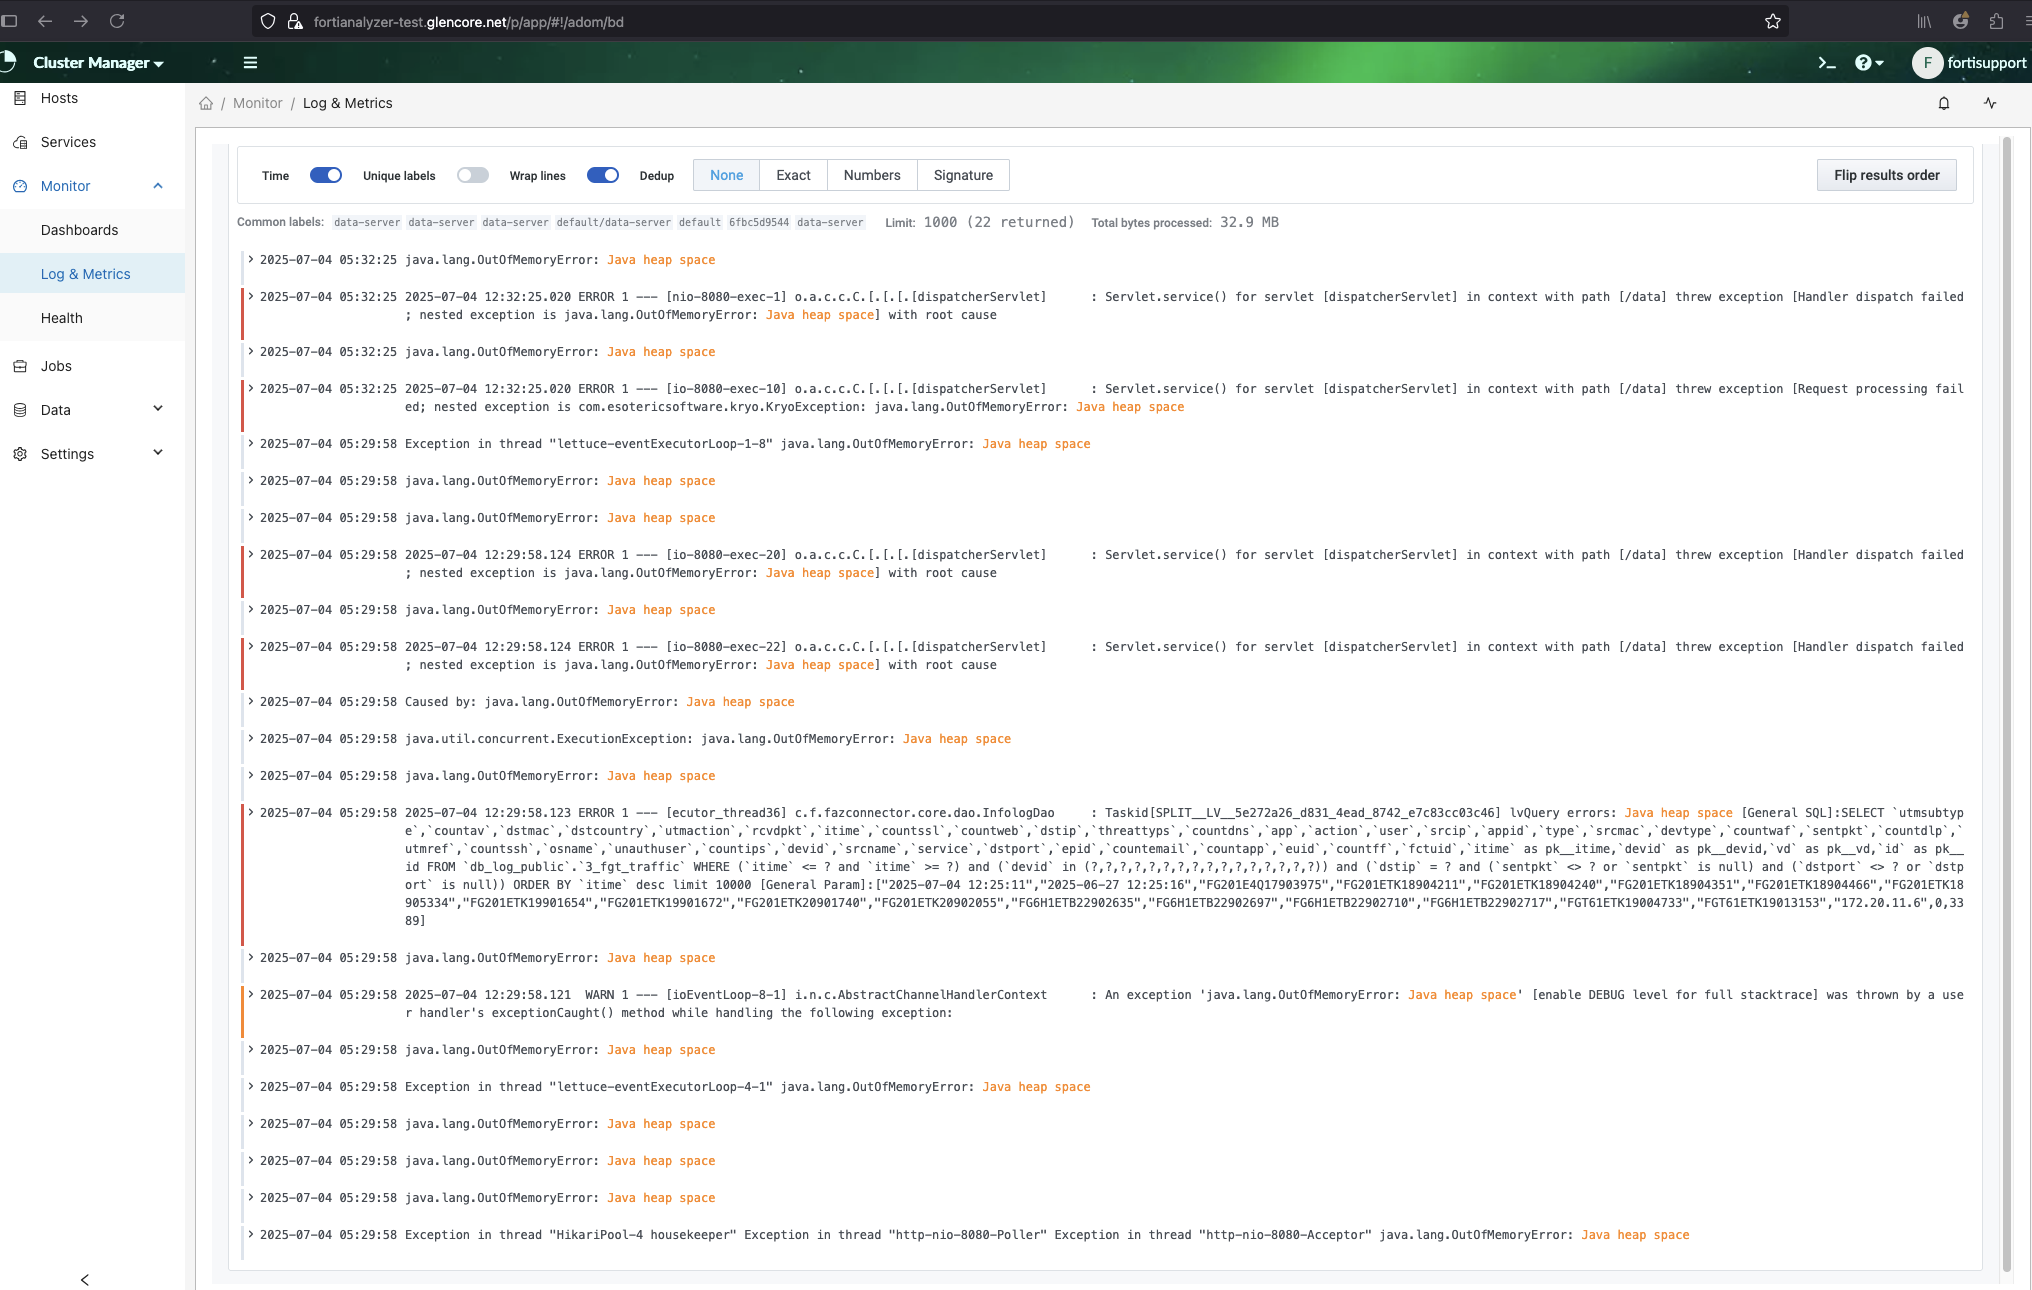 fortianalyzer-test.glencore.net/p/app/#!/adom/bd
Cluster Manager
fortisupport
F
Hosts
Services
Monitor
Dashboards
Log & Metrics
Health
Jobs
Data
Settings
/ Monitor / Log & Metrics
Time Unique labels Wrap lines Dedup None Exact Numbers Signature Flip results order
Common labels: data-server data-server data-server default/data-server default 6fbc5d9544 data-server Limit: 1000 (22 returned) Total bytes processed: 32.9 MB
> 2025-07-04 05:32:25 java.lang.OutOfMemoryError: Java heap space
> 2025-07-04 05:32:25 2025-07-04 12:32:25.020 ERROR 1 --- [nio-8080-exec-1] o.a.c.c.C.[.[.[.[dispatcherServlet] : Servlet.service() for servlet [dispatcherServlet] in context with path [/data] threw exception [Handler dispatch failed
; nested exception is java.lang.OutOfMemoryError: Java heap space] with root cause
> 2025-07-04 05:32:25 java.lang.OutOfMemoryError: Java heap space
> 2025-07-04 05:32:25 2025-07-04 12:32:25.020 ERROR 1 --- [io-8080-exec-10] o.a.c.c.C.[.[.[.[dispatcherServlet] : Servlet.service() for servlet [dispatcherServlet] in context with path [/data] threw exception [Request processing fail
ed; nested exception is com.esotericsoftware.kryo.KryoException: java.lang.OutOfMemoryError: Java heap space
> 2025-07-04 05:29:58 Exception in thread "lettuce-eventExecutorLoop-1-8" java.lang.OutOfMemoryError: Java heap space
> 2025-07-04 05:29:58 java.lang.OutOfMemoryError: Java heap space
> 2025-07-04 05:29:58 java.lang.OutOfMemoryError: Java heap space
> 2025-07-04 05:29:58 2025-07-04 12:29:58.124 ERROR 1 --- [io-8080-exec-20] o.a.c.c.C.[.[.[.[dispatcherServlet] : Servlet.service() for servlet [dispatcherServlet] in context with path [/data] threw exception [Handler dispatch failed
; nested exception is java.lang.OutOfMemoryError: Java heap space] with root cause
> 2025-07-04 05:29:58 java.lang.OutOfMemoryError: Java heap space
> 2025-07-04 05:29:58 2025-07-04 12:29:58.124 ERROR 1 --- [io-8080-exec-22] o.a.c.c.C.[.[.[.[dispatcherServlet] : Servlet.service() for servlet [dispatcherServlet] in context with path [/data] threw exception [Handler dispatch failed
; nested exception is java.lang.OutOfMemoryError: Java heap space] with root cause
> 2025-07-04 05:29:58 Caused by: java.lang.OutOfMemoryError: Java heap space
> 2025-07-04 05:29:58 java.util.concurrent.ExecutionException: java.lang.OutOfMemoryError: Java heap space
> 2025-07-04 05:29:58 java.lang.OutOfMemoryError: Java heap space
> 2025-07-04 05:29:58 2025-07-04 12:29:58.123 ERROR 1 --- [ecutor_thread36] c.f.fazconnector.core.dao.InfologDao : Taskid[SPLIT__LV__5e272a26_d831_4ead_8742_e7c83cc03c46] lvQuery errors: Java heap space [General SQL]:SELECT `utmsubtyp
e`,`countav`,`dstmac`,`dstcountry`,`utmaction`,`rcvdpkt`,`itime`,`countssl`,`countweb`,`dstip`,`threattyps`,`countdns`,`app`,`action`,`user`,`srcip`,`appid`,`type`,`srcmac`,`devtype`,`countwaf`,`sentpkt`,`countdlp`,`
utmref`,`countssh`,`osname`,`unauthuser`,`countips`,`devid`,`srcname`,`service`,`dstport`,`epid`,`countemail`,`countapp`,`euid`,`countff`,`fctuid`,`itime` as pk__itime,`devid` as pk__devid,`vd` as pk__vd,`id` as pk__
id FROM `db_log_public`.`3_fgt_traffic` WHERE (`itime` <= ? and `itime` >= ?) and (`devid` in (?,?,?,?,?,?,?,?,?,?,?,?,?,?,?,?)) and (`dstip` = ? and (`sentpkt` <> ? or `sentpkt` is null) and (`dstport` <> ? or `dstp
ort` is null)) ORDER BY `itime` desc limit 10000 [General Param]:["2025-07-04 12:25:11","2025-06-27 12:25:16","FG201E4Q17903975","FG201ETK18904211","FG201ETK18904240","FG201ETK18904351","FG201ETK18904466","FG201ETK18
905334","FG201ETK19901654","FG201ETK19901672","FG201ETK20901740","FG201ETK20902055","FG6H1ETB22902635","FG6H1ETB22902697","FG6H1ETB22902710","FG6H1ETB22902717","FGT61ETK19004733","FGT61ETK19013153","172.20.11.6",0,33
89]
> 2025-07-04 05:29:58 java.lang.OutOfMemoryError: Java heap space
> 2025-07-04 05:29:58 2025-07-04 12:29:58.121 WARN 1 --- [ioEventLoop-8-1] i.n.c.AbstractChannelHandlerContext : An exception 'java.lang.OutOfMemoryError: Java heap space' [enable DEBUG level for full stacktrace] was thrown by a use
r handler's exceptionCaught() method while handling the following exception:
> 2025-07-04 05:29:58 java.lang.OutOfMemoryError: Java heap space
> 2025-07-04 05:29:58 Exception in thread "lettuce-eventExecutorLoop-4-1" java.lang.OutOfMemoryError: Java heap space
> 2025-07-04 05:29:58 java.lang.OutOfMemoryError: Java heap space
> 2025-07-04 05:29:58 java.lang.OutOfMemoryError: Java heap space
> 2025-07-04 05:29:58 java.lang.OutOfMemoryError: Java heap space
> 2025-07-04 05:29:58 Exception in thread "HikariPool-4 housekeeper" Exception in thread "http-nio-8080-Poller" Exception in thread "http-nio-8080-Acceptor" java.lang.OutOfMemoryError: Java heap space